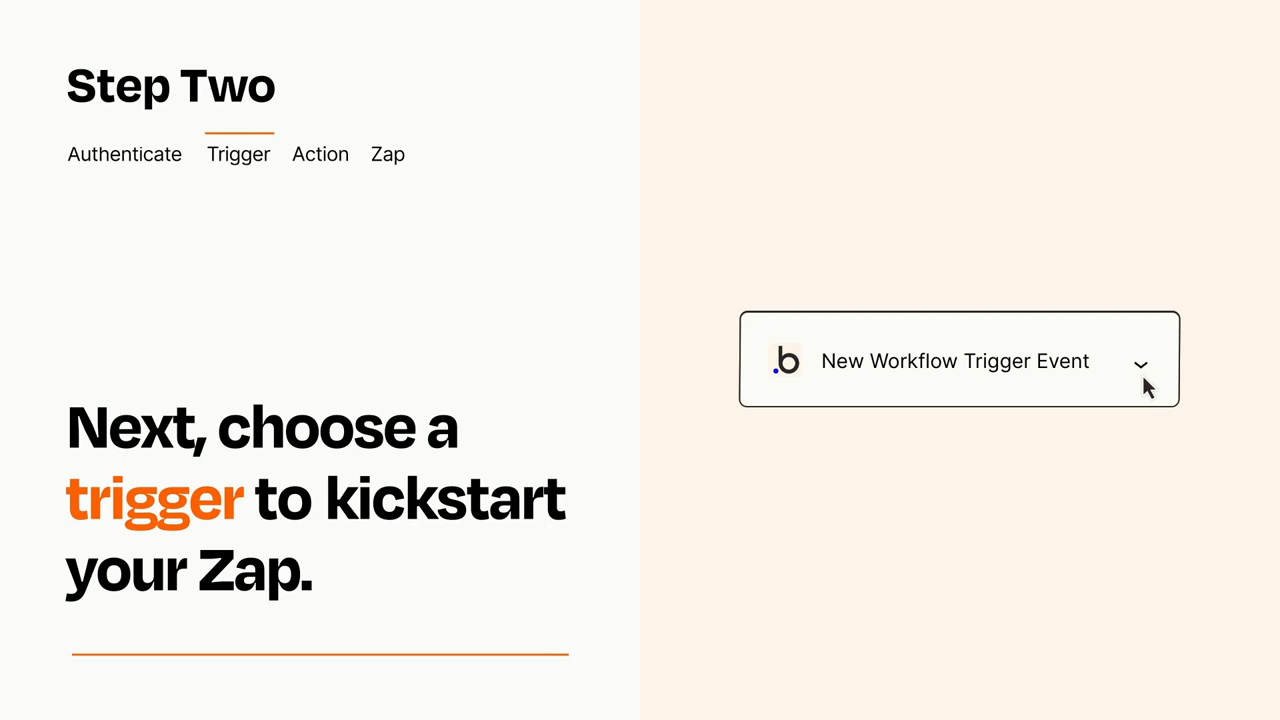 Step Two
Authenticate Trigger Action Zap
Next, choose a
trigger to kickstart
your Zap.
.b New Workflow Trigger Event